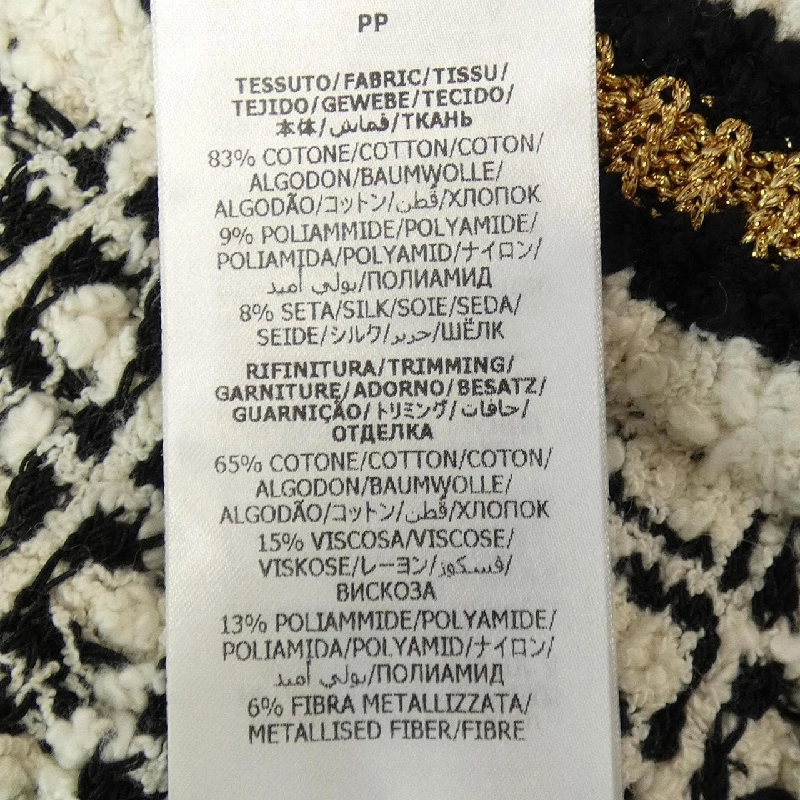 PP
TESSUTO/FABRIC/TISSU/
TEJIDO/GEWEBE/TECIDO/
本体/قماش/ТКАНЬ
83% COTONE/COTTON/COTON/
ALGODON/BAUMWOLLE/
ALGODÃO/コットン/قطن/ХЛОПОК
9% POLIAMMIDE/POLYAMIDE/
POLIAMIDA/POLYAMID/ナイロン/
بولي أميد/ПОЛИАМИД
8% SETA/SILK/SOIE/SEDA/
SEIDE/シルク/حرير/ШЁЛК
RIFINITURA/TRIMMING/
GARNITURE/ADORNO/BESATZ/
GUARNIÇÃO/トリミング/حافات/
ОТДЕЛКА
65% COTONE/COTTON/COTON/
ALGODON/BAUMWOLLE/
ALGODÃO/コットン/قطن/ХЛОПОК
15% VISCOSA/VISCOSE/
VISKOSE/レーヨン/فسكوز/
ВИСКОЗА
13% POLIAMMIDE/POLYAMIDE/
POLIAMIDA/POLYAMID/ナイロン/
بولي أميد/ПОЛИАМИД
6% FIBRA METALLIZZATA/
METALLISED FIBER/FIBRE